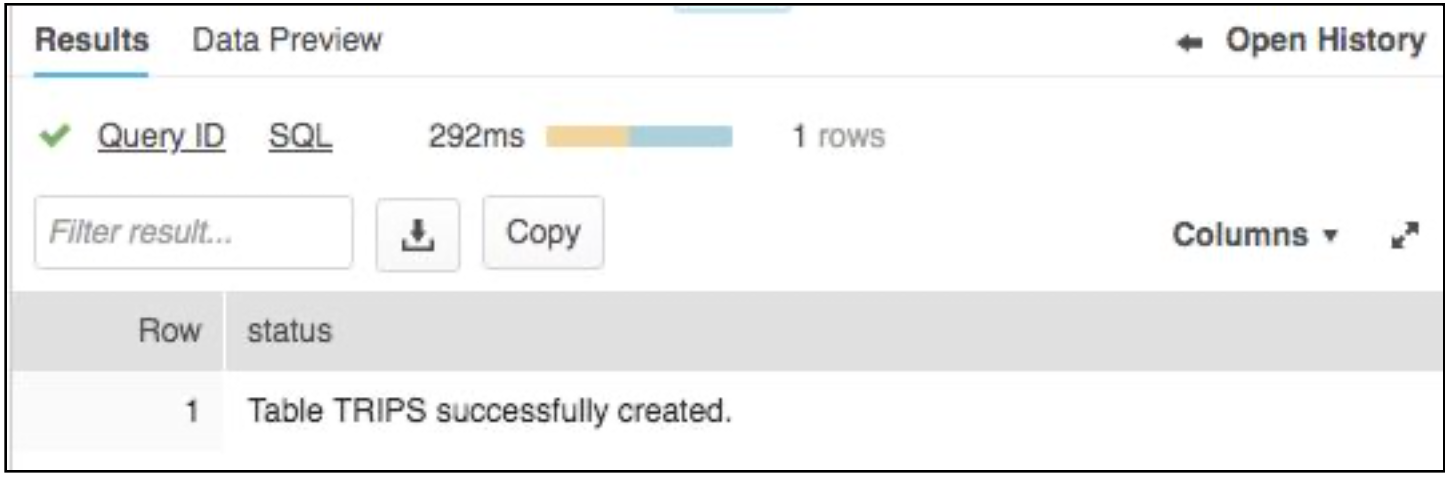 Results Data Preview Open History
Query ID SQL 292ms 1 rows
Filter result... Copy Columns
Row status
1 Table TRIPS successfully created.